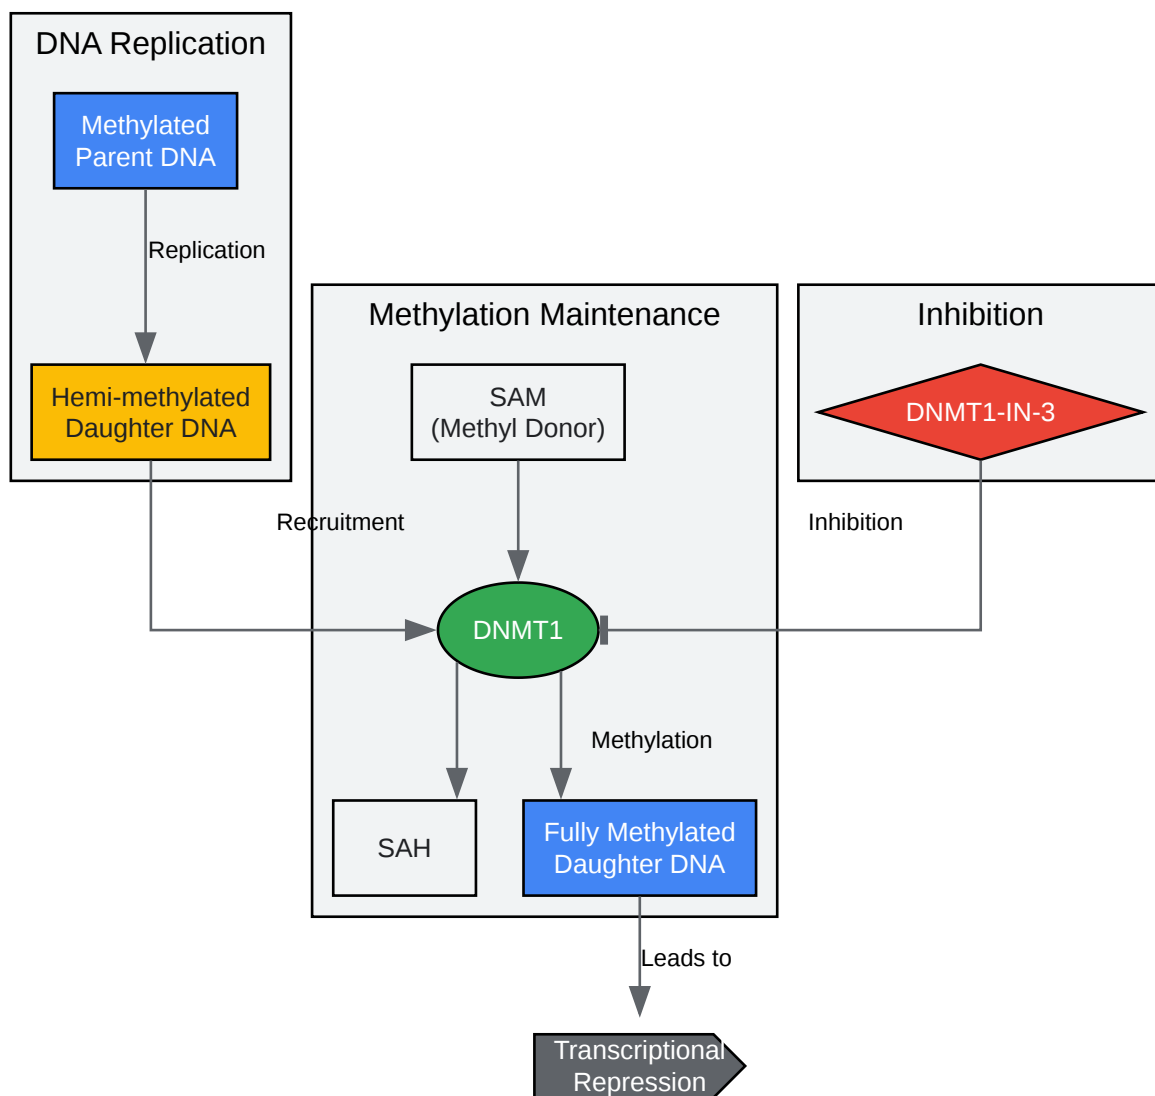 DNA Replication
Methylated
Parent DNA
Replication
Hemi-methylated
Daughter DNA
Methylation Maintenance
SAM
(Methyl Donor)
Inhibition
DNMT1-IN-3
Recruitment
Inhibition
DNMT1
Methylation
SAH
Fully Methylated
Daughter DNA
Leads to
Transcriptional
Repression